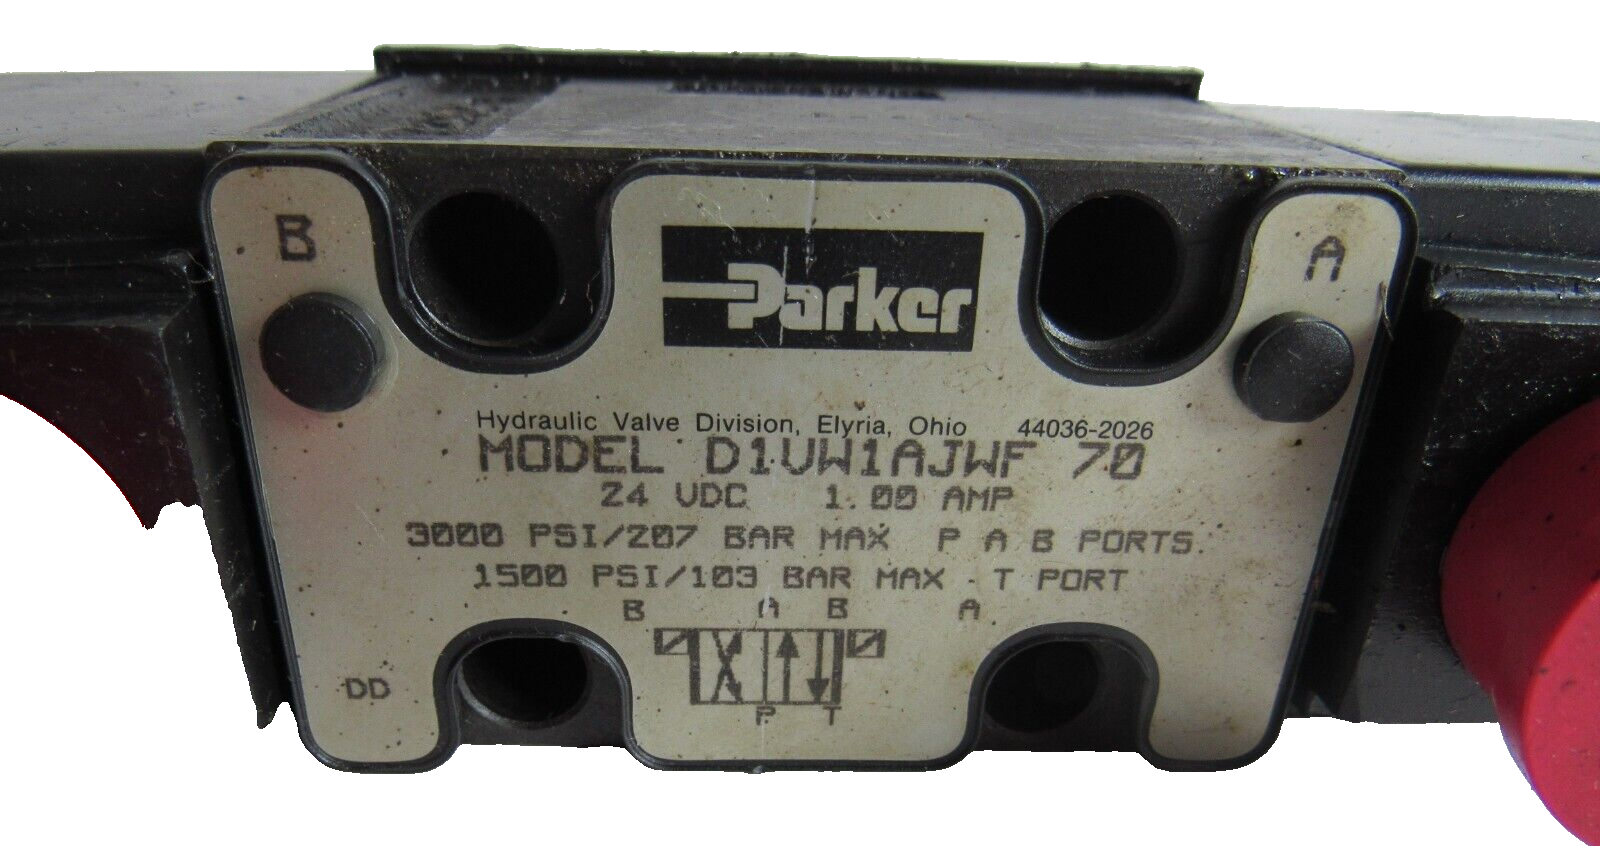 B
A
Parker
Hydraulic Valve Division, Elyria, Ohio 44036-2026
MODEL D1VW1AJWF 70
24 VDC 1.00 AMP
3000 PSI/207 BAR MAX P A B PORTS.
1500 PSI/103 BAR MAX - T PORT
B A B A
DD
P T